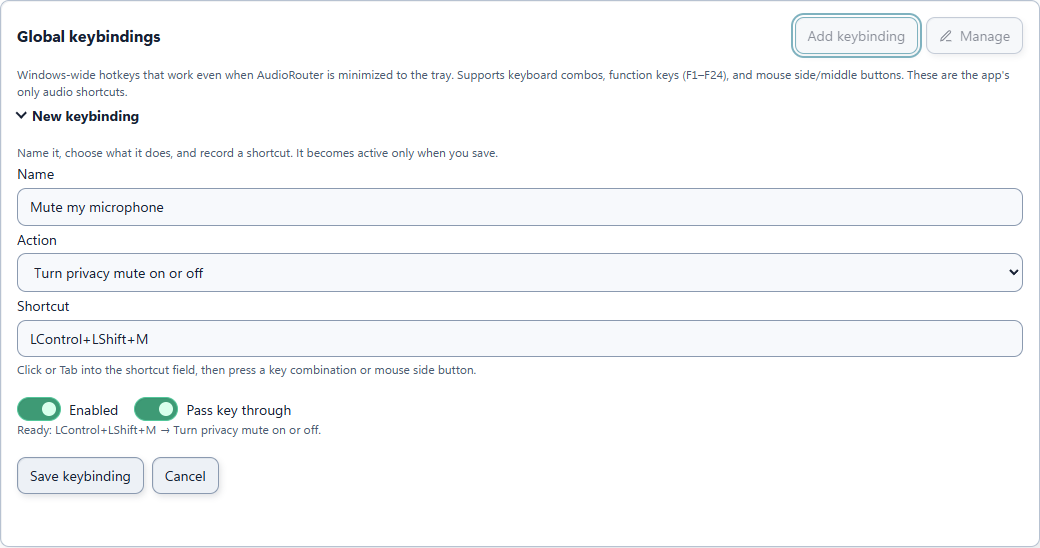 Global keybindings
Add keybinding
Manage
Windows-wide hotkeys that work even when AudioRouter is minimized to the tray. Supports keyboard combos, function keys (F1–F24), and mouse side/middle buttons. These are the app's
only audio shortcuts.
New keybinding
Name it, choose what it does, and record a shortcut. It becomes active only when you save.
Name
Mute my microphone
Action
Turn privacy mute on or off
Shortcut
LControl+LShift+M
Click or Tab into the shortcut field, then press a key combination or mouse side button.
Enabled
Pass key through
Ready: LControl+LShift+M → Turn privacy mute on or off.
Save keybinding
Cancel